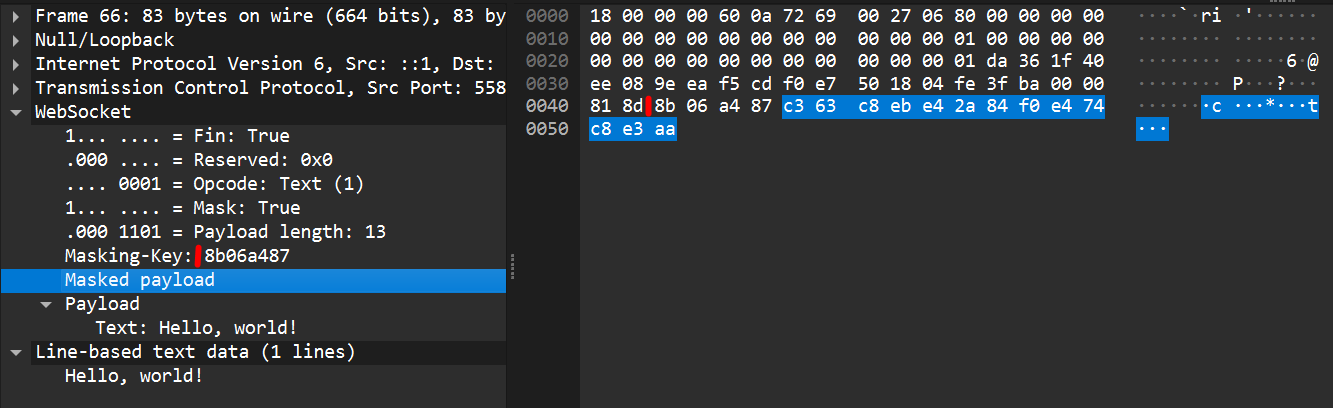 Frame 66: 83 bytes on wire (664 bits), 83 by
Null/Loopback
Internet Protocol Version 6, Src: ::1, Dst:
Transmission Control Protocol, Src Port: 558
WebSocket
1... .... = Fin: True
.000 .... = Reserved: 0x0
.... 0001 = Opcode: Text (1)
1... .... = Mask: True
.000 1101 = Payload length: 13
Masking-Key: 8b06a487
Masked payload
Payload
Text: Hello, world!
Line-based text data (1 lines)
Hello, world!
0000 18 00 00 00 60 0a 72 69 00 27 06 80 00 00 00 00 ····`·ri ·'······
0010 00 00 00 00 00 00 00 00 00 00 00 01 00 00 00 00 ········ ········
0020 00 00 00 00 00 00 00 00 00 00 00 01 da 36 1f 40 ········ ·····6·@
0030 ee 08 9e ea f5 cd f0 e7 50 18 04 fe 3f ba 00 00 ········ P···?···
0040 81 8d 8b 06 a4 87 c3 63 c8 eb e4 2a 84 f0 e4 74 ·······c ···*···t
0050 c8 e3 aa ···